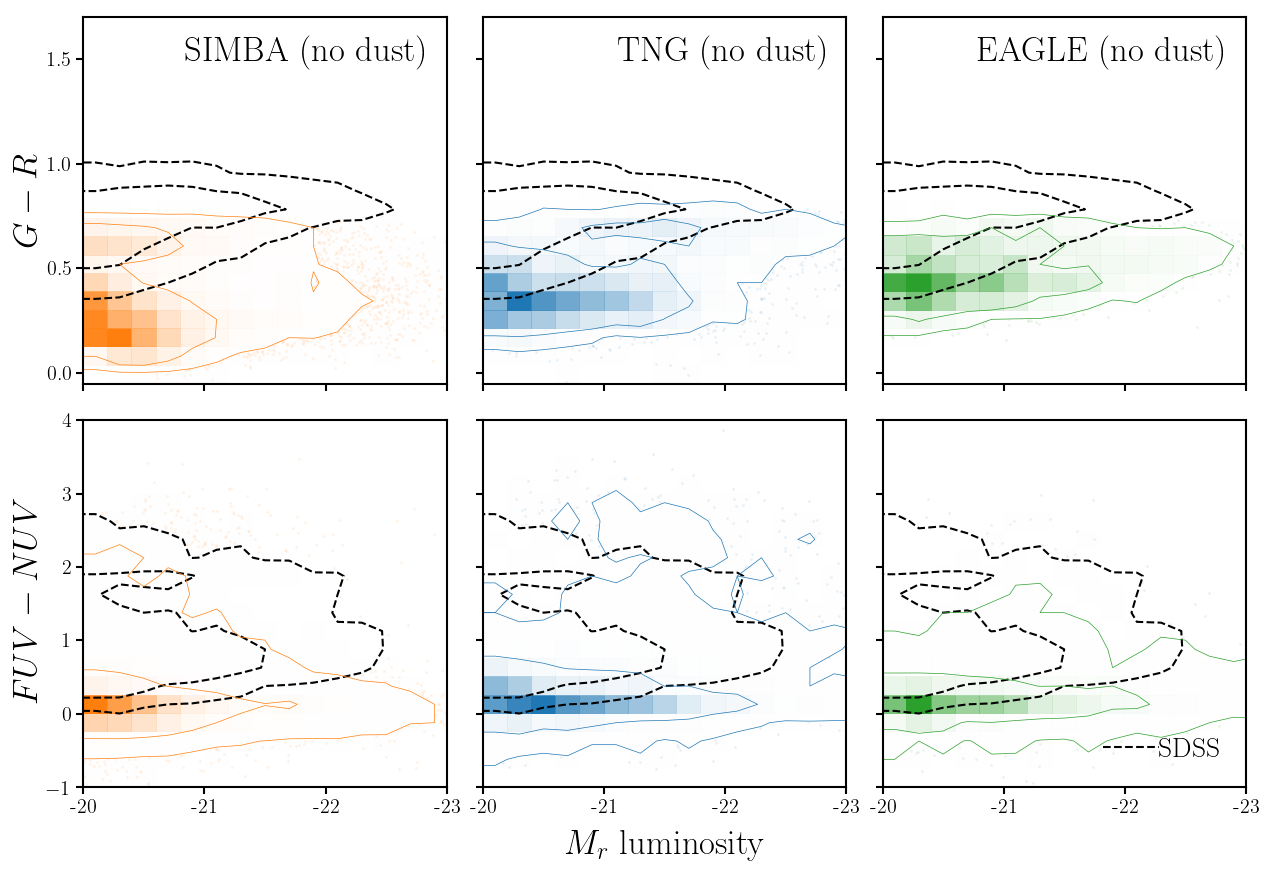 SIMBA (no dust)
TNG (no dust)
EAGLE (no dust)
G − R
1.5
1.0
0.5
0.0
FUV − NUV
4
3
2
1
0
−1
SDSS
-20 -21 -22 -23
-20 -21 -22 -23
-20 -21 -22 -23
M_r luminosity